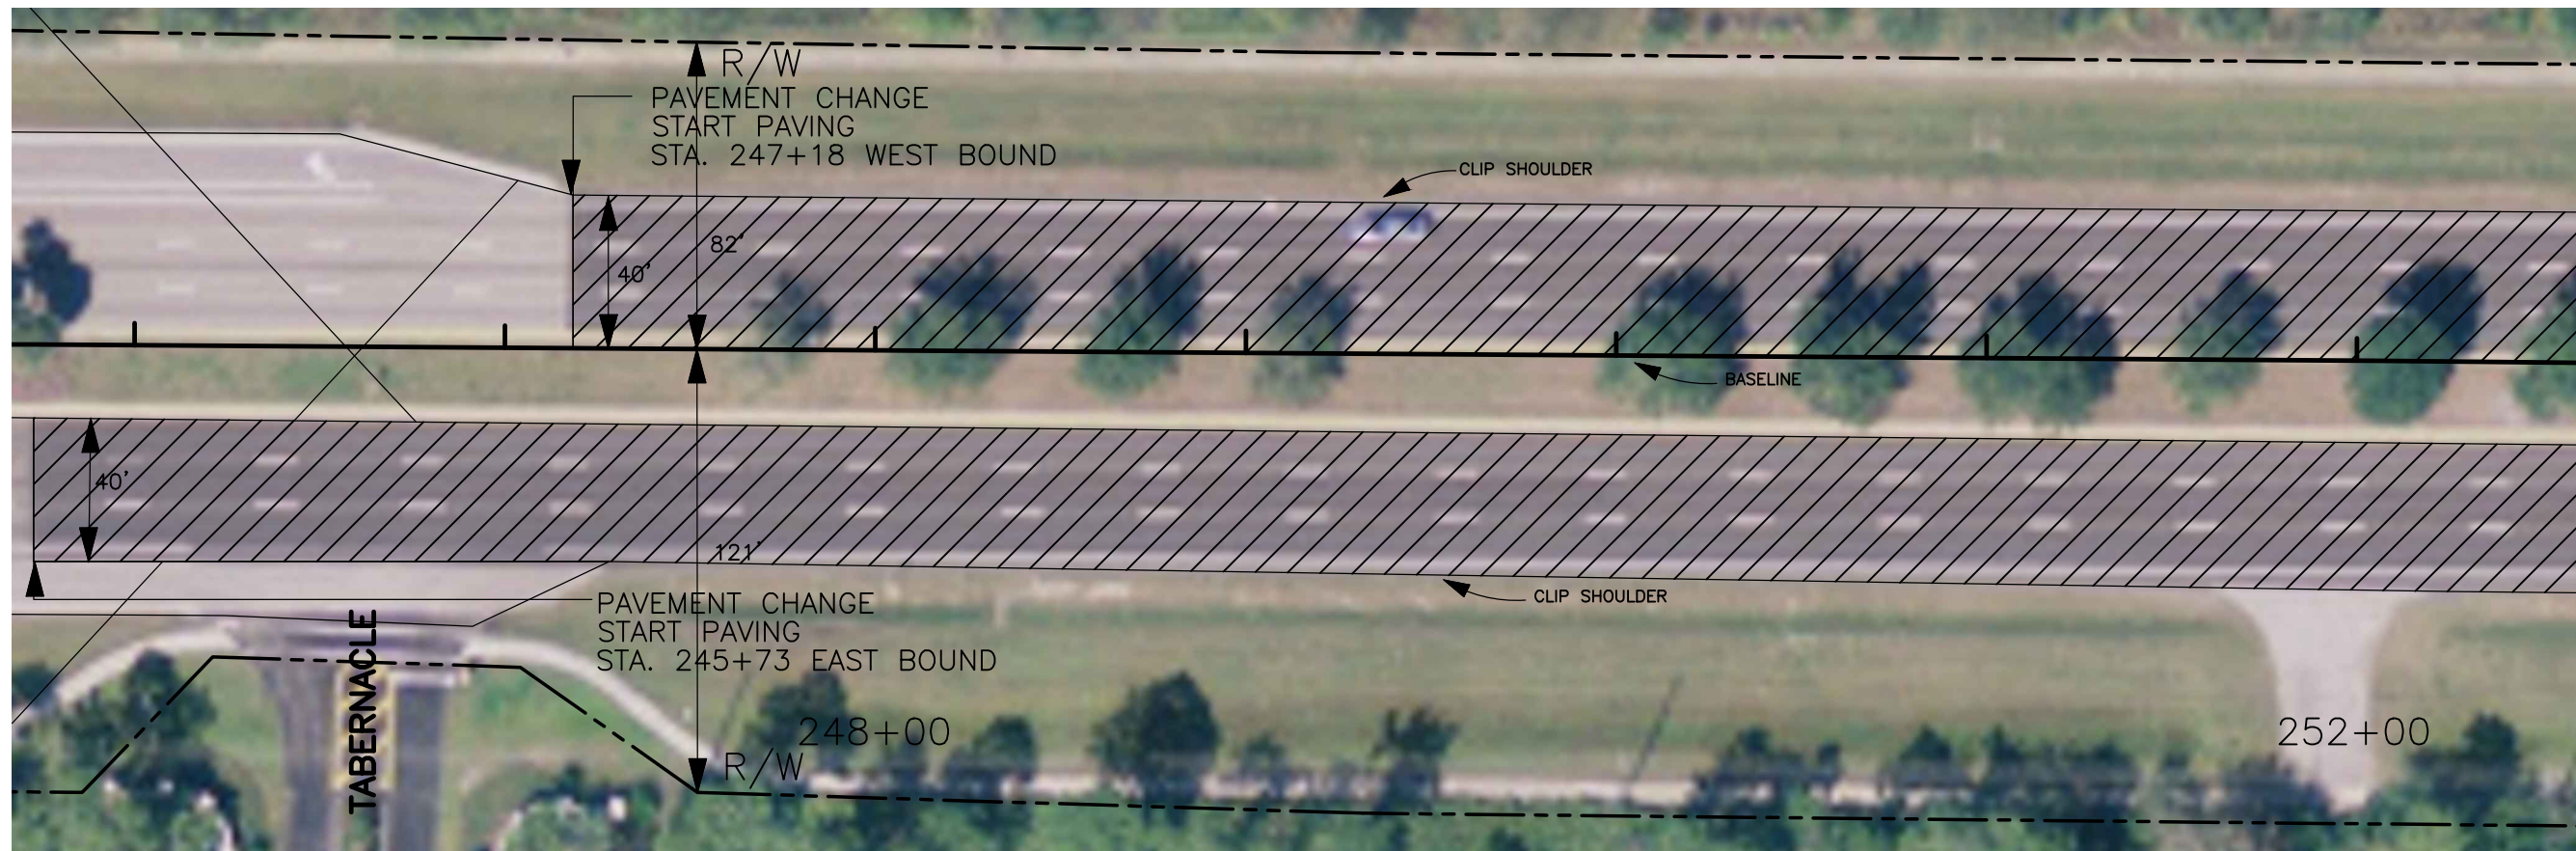 R/W
PAVEMENT CHANGE
START PAVING
STA. 247+18 WEST BOUND
CLIP SHOULDER
82'
40'
BASELINE
40'
121'
PAVEMENT CHANGE
START PAVING
STA. 245+73 EAST BOUND
CLIP SHOULDER
TABERNACLE
248+00
252+00
R/W